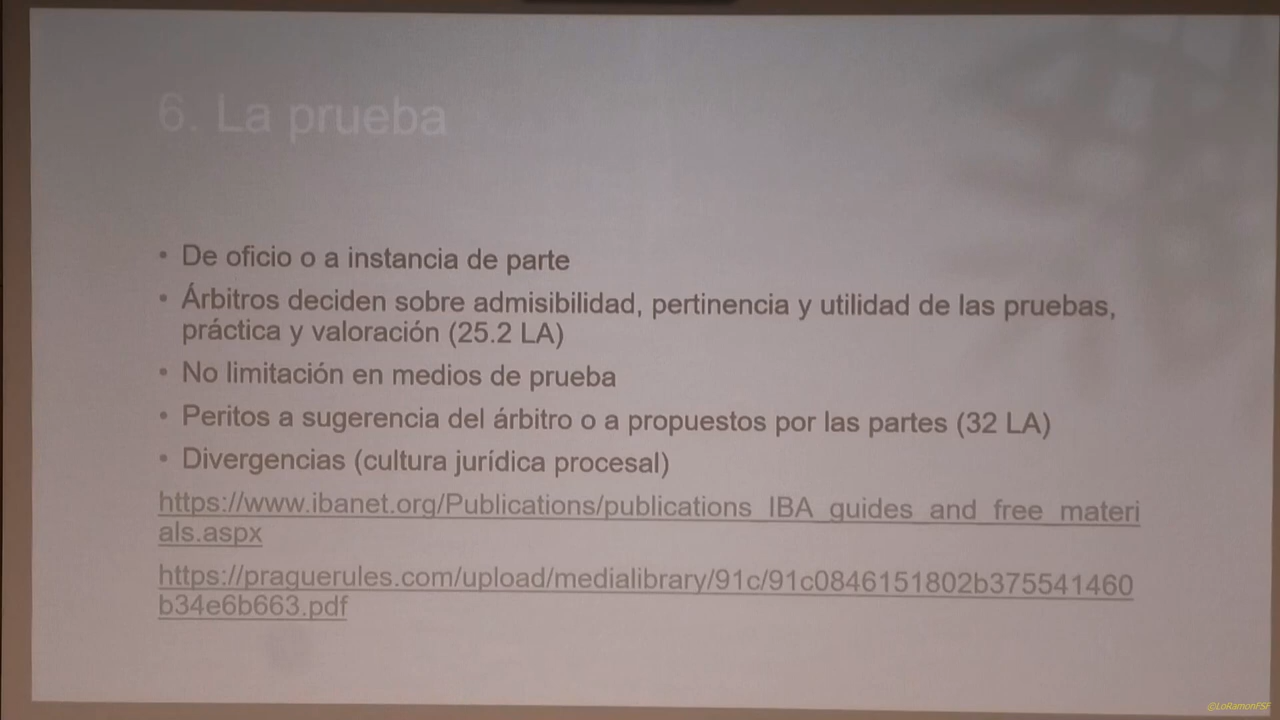 6. La prueba
• De oficio o a instancia de parte
• Árbitros deciden sobre admisibilidad, pertinencia y utilidad de las pruebas,
práctica y valoración (25.2 LA)
• No limitación en medios de prueba
• Peritos a sugerencia del árbitro o a propuestos por las partes (32 LA)
• Divergencias (cultura jurídica procesal)
https://www.ibanet.org/Publications/publications_IBA_guides_and_free_materi
als.aspx
https://praguerules.com/upload/medialibrary/91c/91c0846151802b375541460
b34e6b663.pdf
@LoRamonFSF